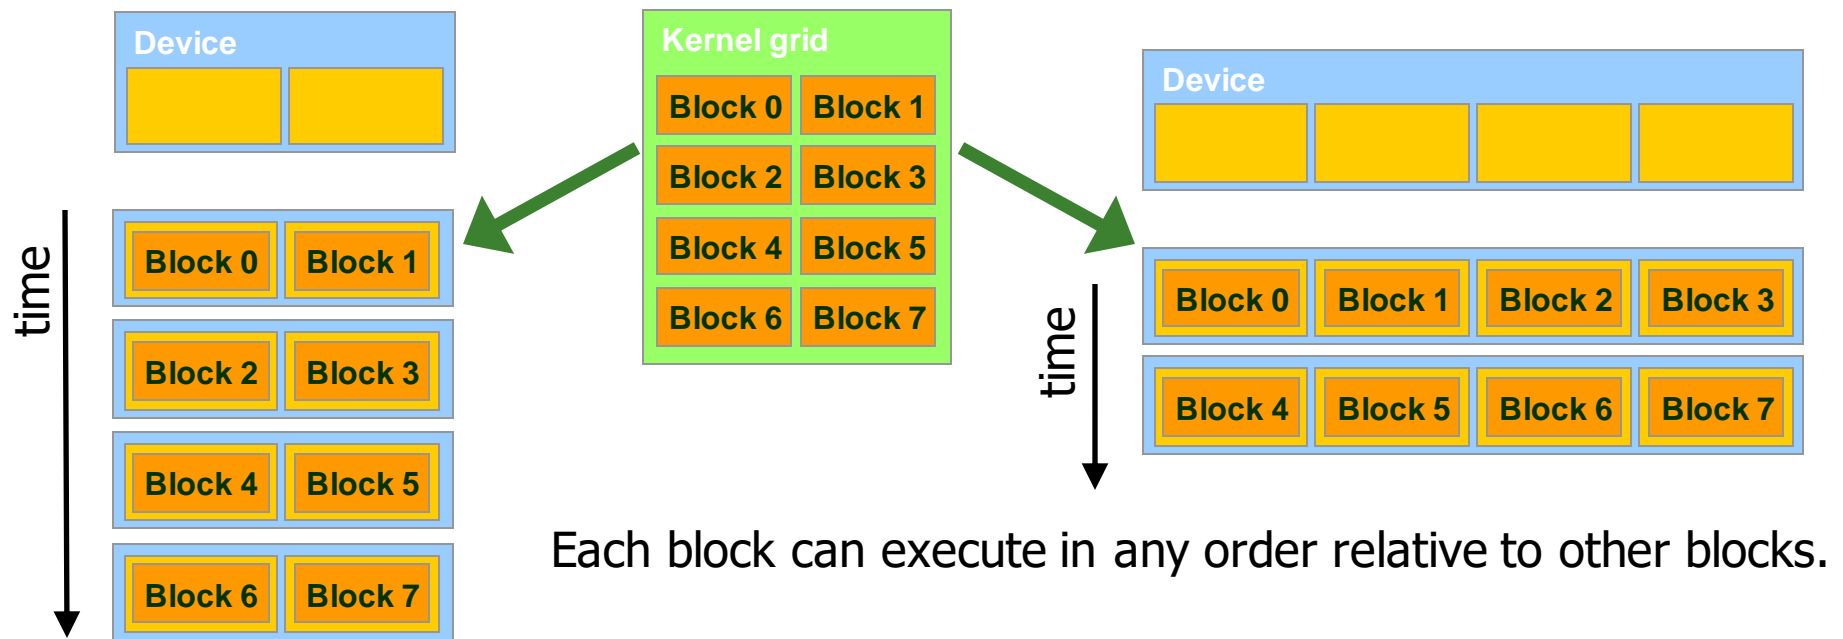 Device
time
Block 0 Block 1
Block 2 Block 3
Block 4 Block 5
Block 6 Block 7
Kernel grid
Block 0 Block 1
Block 2 Block 3
Block 4 Block 5
Block 6 Block 7
Device
time
Block 0 Block 1 Block 2 Block 3
Block 4 Block 5 Block 6 Block 7
Each block can execute in any order relative to other blocks.